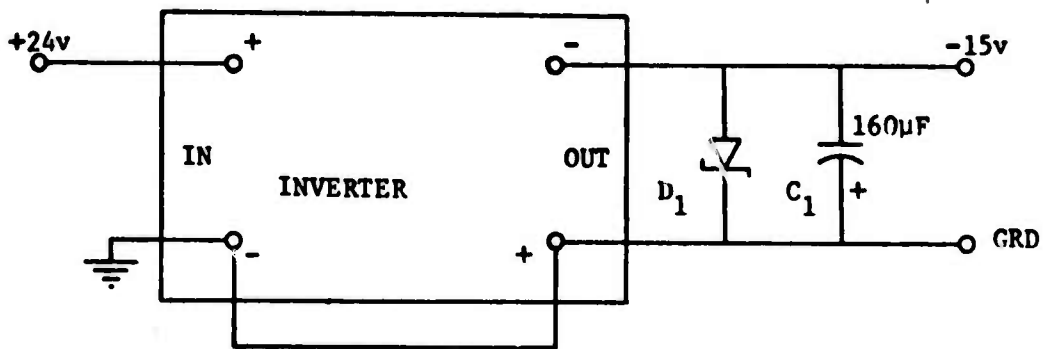 +24v
+
-
-15v
160µF
IN
OUT
INVERTER
D1
C1
+
-
+
GRD